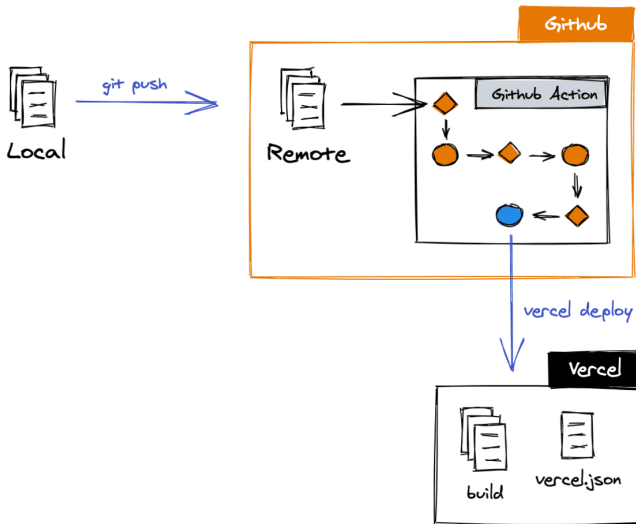 Github
git push
Github Action
Local
Remote
vercel deploy
Vercel
build
vercel.json